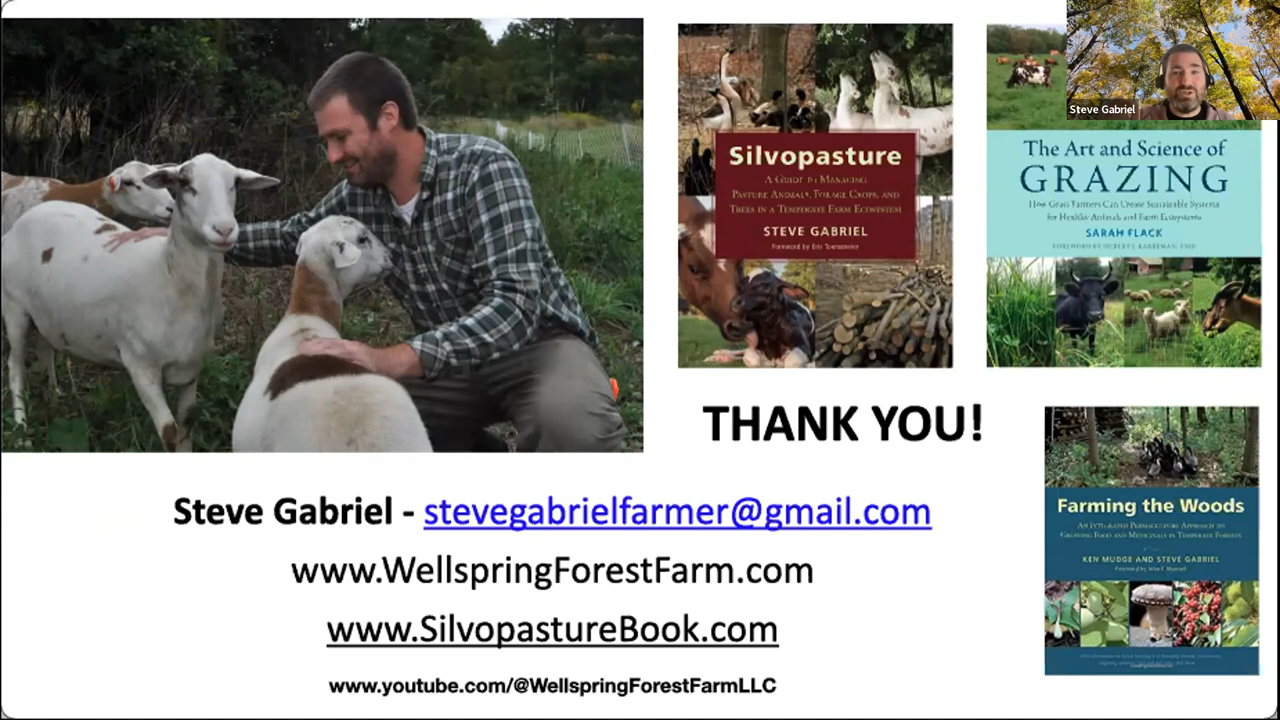 Silvopasture
A Guide to Managing
Pasture Animals, Forage Crops, and
Trees in a Temperate Farm Ecosystem
STEVE GABRIEL
Foreword by Eric Toensmeier
Steve Gabriel
The Art and Science of
GRAZING
How Grass Farmers Can Create Sustainable Systems
for Healthy Animals and Farm Ecosystems
SARAH FLACK
THANK YOU!
Steve Gabriel - stevegabrielfarmer@gmail.com
www.WellspringForestFarm.com
www.SilvopastureBook.com
www.youtube.com/@WellspringForestFarmLLC
Farming the Woods
An Integrated Permaculture Approach to
Growing Food and Medicinals in Temperate Forests
KEN MUDGE AND STEVE GABRIEL